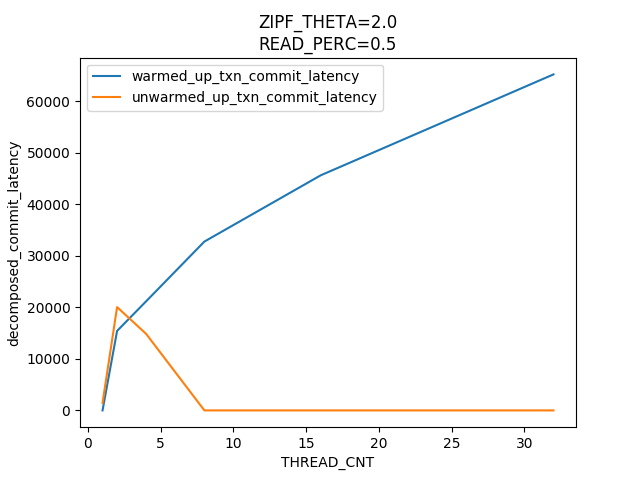 ZIPF_THETA=2.0
READ_PERC=0.5
warmed_up_txn_commit_latency
unwarmed_up_txn_commit_latency
decomposed_commit_latency
60000
50000
40000
30000
20000
10000
0
0 5 10 15 20 25 30
THREAD_CNT